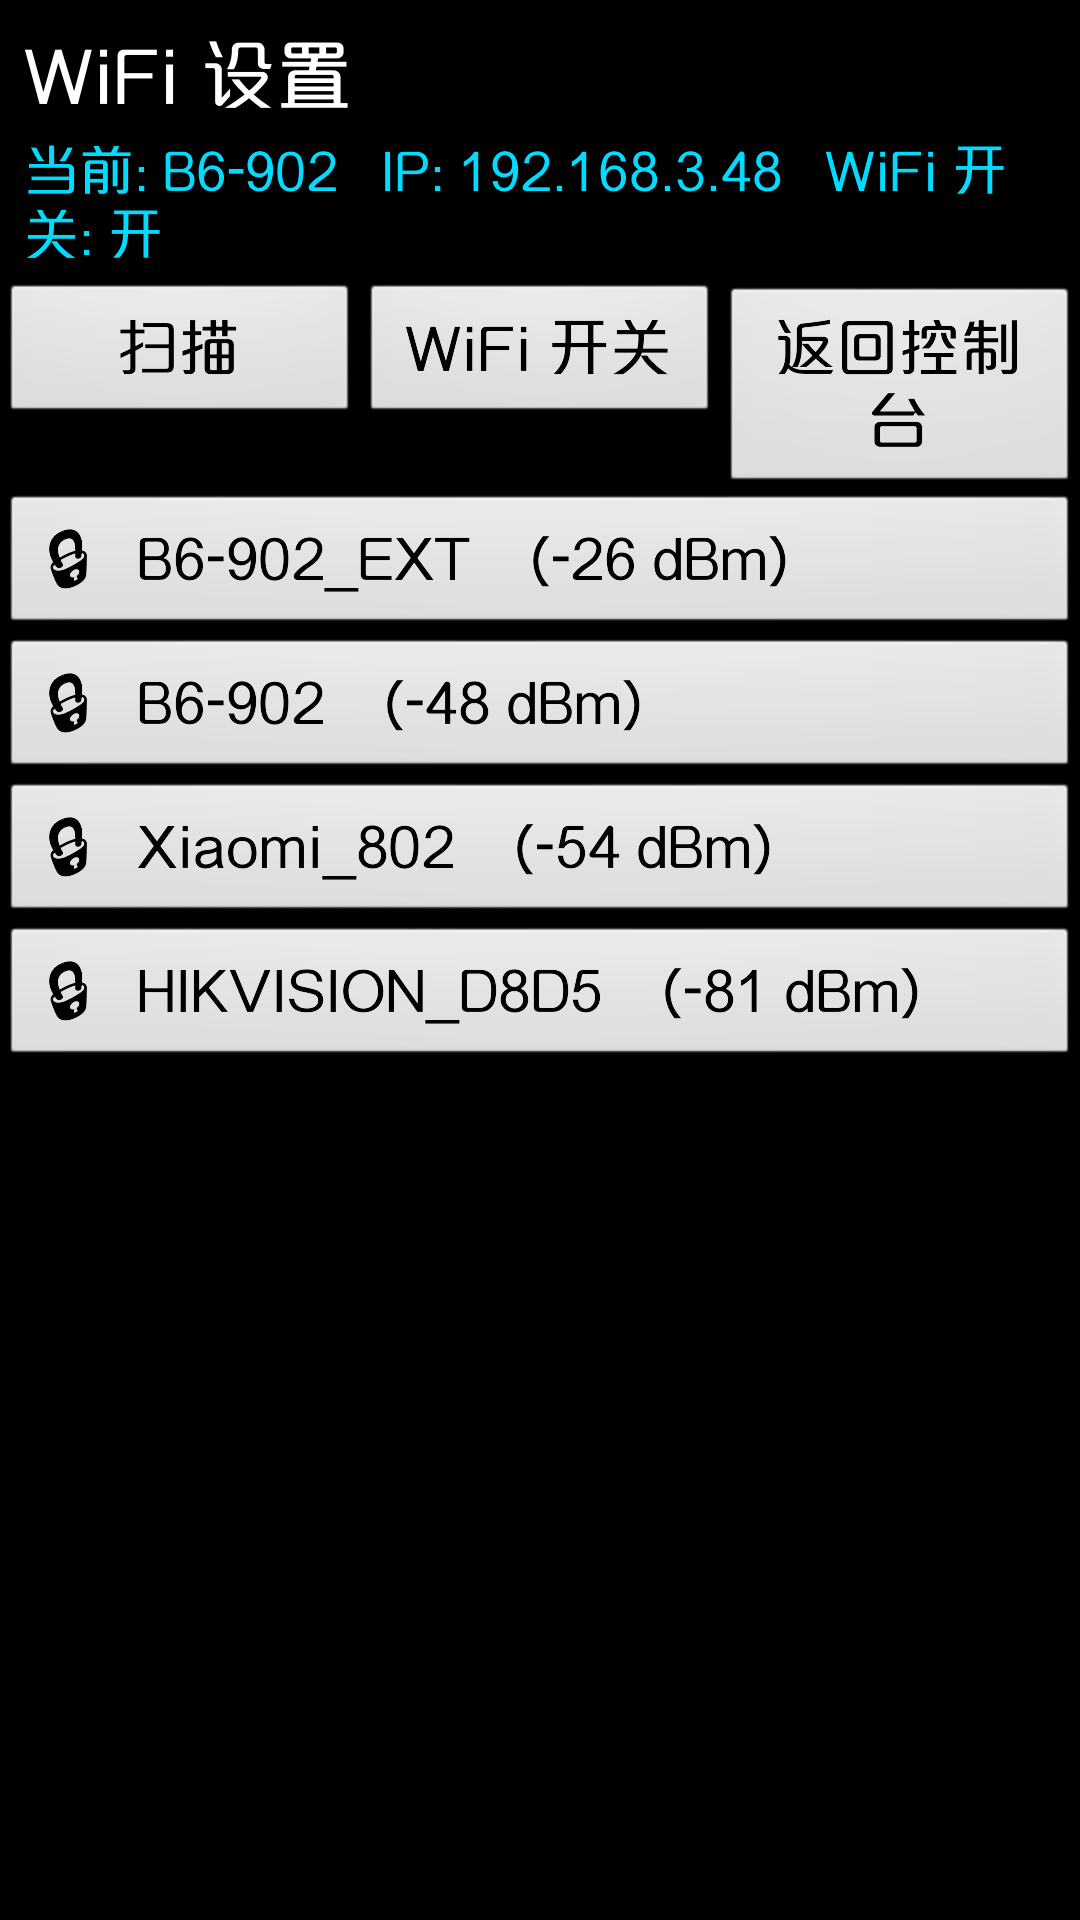 WiFi 设置
当前: B6-902 IP: 192.168.3.48 WiFi 开
关: 开
扫描
WiFi 开关
返回控制
台
B6-902_EXT (-26 dBm)
B6-902 (-48 dBm)
Xiaomi_802 (-54 dBm)
HIKVISION_D8D5 (-81 dBm)